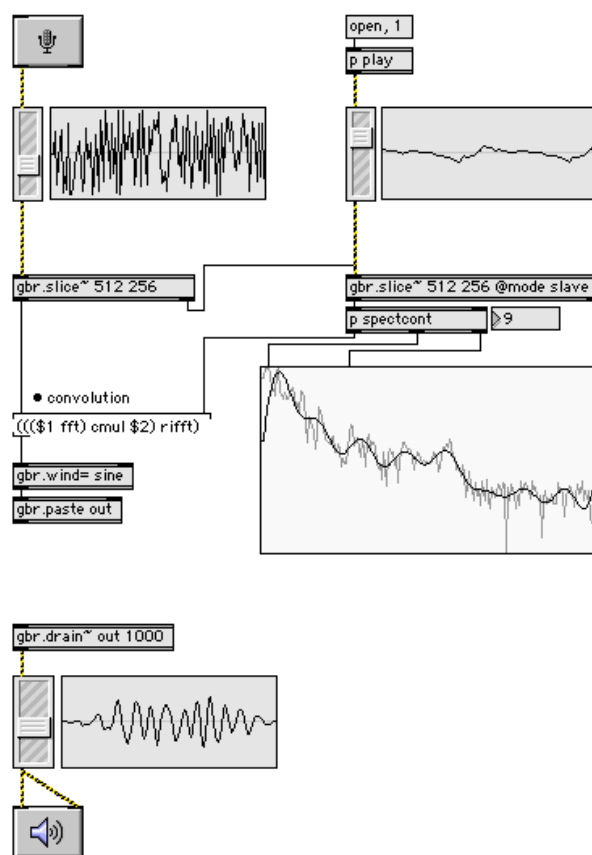 open, 1
p play
gbr.slice~ 512 256
gbr.slice~ 512 256 @mode slave
p spectcont
9
● convolution
((($1 fft) cmul $2) rifft)
gbr.wind= sine
gbr.paste out
gbr.drain~ out 1000